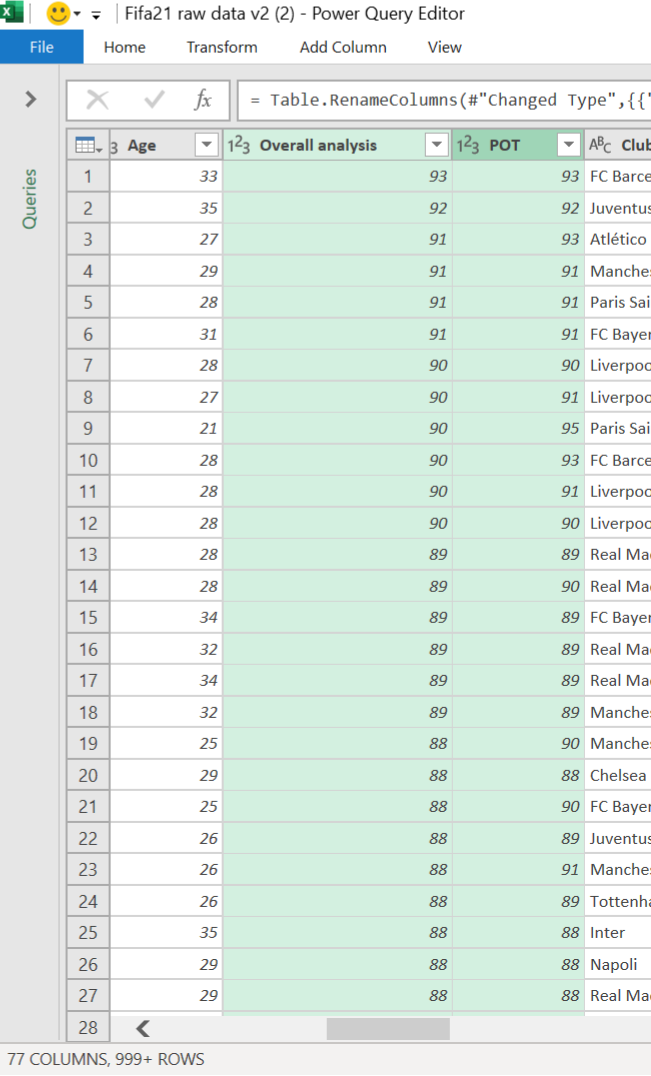 Fifa21 raw data v2 (2) - Power Query Editor
File Home Transform Add Column View
fx = Table.RenameColumns(#"Changed Type",{{"
Queries
3 Age 123 Overall analysis 123 POT ABC Club
1 33 93 93 FC Barce
2 35 92 92 Juventus
3 27 91 93 Atlético
4 29 91 91 Manches
5 28 91 91 Paris Sai
6 31 91 91 FC Bayer
7 28 90 90 Liverpoo
8 27 90 91 Liverpoo
9 21 90 95 Paris Sai
10 28 90 93 FC Barce
11 28 90 91 Liverpoo
12 28 90 90 Liverpoo
13 28 89 89 Real Mad
14 28 89 90 Real Mad
15 34 89 89 FC Bayer
16 32 89 89 Real Mad
17 34 89 89 Real Mad
18 32 89 89 Manches
19 25 88 90 Manches
20 29 88 88 Chelsea
21 25 88 90 FC Bayer
22 26 88 89 Juventus
23 26 88 91 Manches
24 26 88 89 Tottenha
25 35 88 88 Inter
26 29 88 88 Napoli
27 29 88 88 Real Mad
28
77 COLUMNS, 999+ ROWS